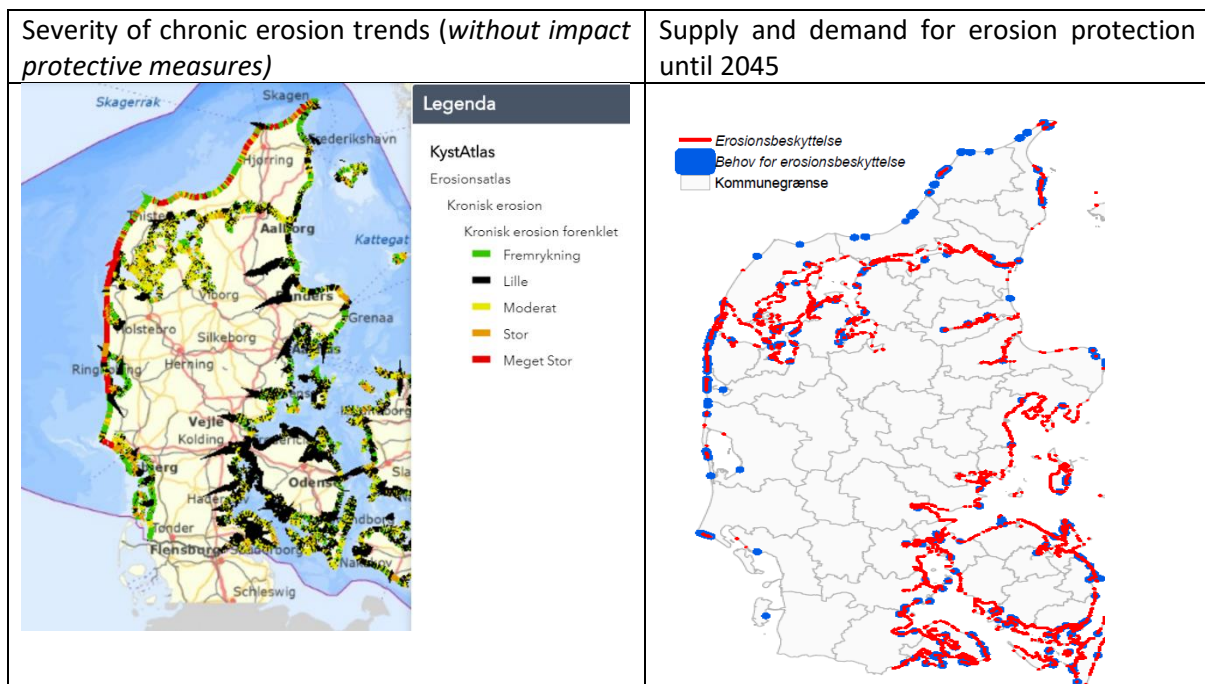 Severity of chronic erosion trends (without impact
protective measures)
Supply and demand for erosion protection
until 2045
Skagerrak
Skagen
Frederikshavn
Hjørring
Thisted
Aalborg
Kattegat
Viborg
Randers
Grenaa
Holstebro
Silkeborg
Herning
Ringkøbing
Vejle
Kolding
Odense
Tønder
Flensburg
Schleswig
Legenda
KystAtlas
Erosionsatlas
Kronisk erosion
Kronisk erosion forenklet
Fremrykning
Lille
Moderat
Stor
Meget Stor
Erosionsbeskyttelse
Behov for erosionsbeskyttelse
Kommunegrænse